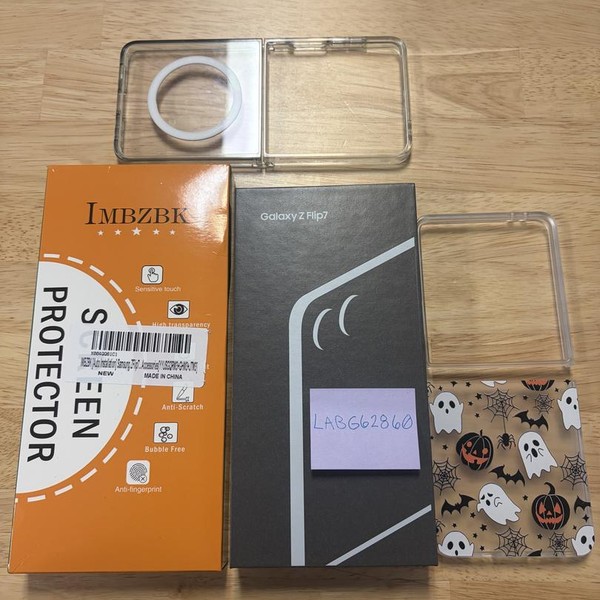 IMBZBK
Sensitive touch
High transparency
SCREEN
PROTECTOR
NEW
MADE IN CHINA
Anti-Scratch
Bubble Free
Anti-fingerprint
Galaxy Z Flip7
LABG62860